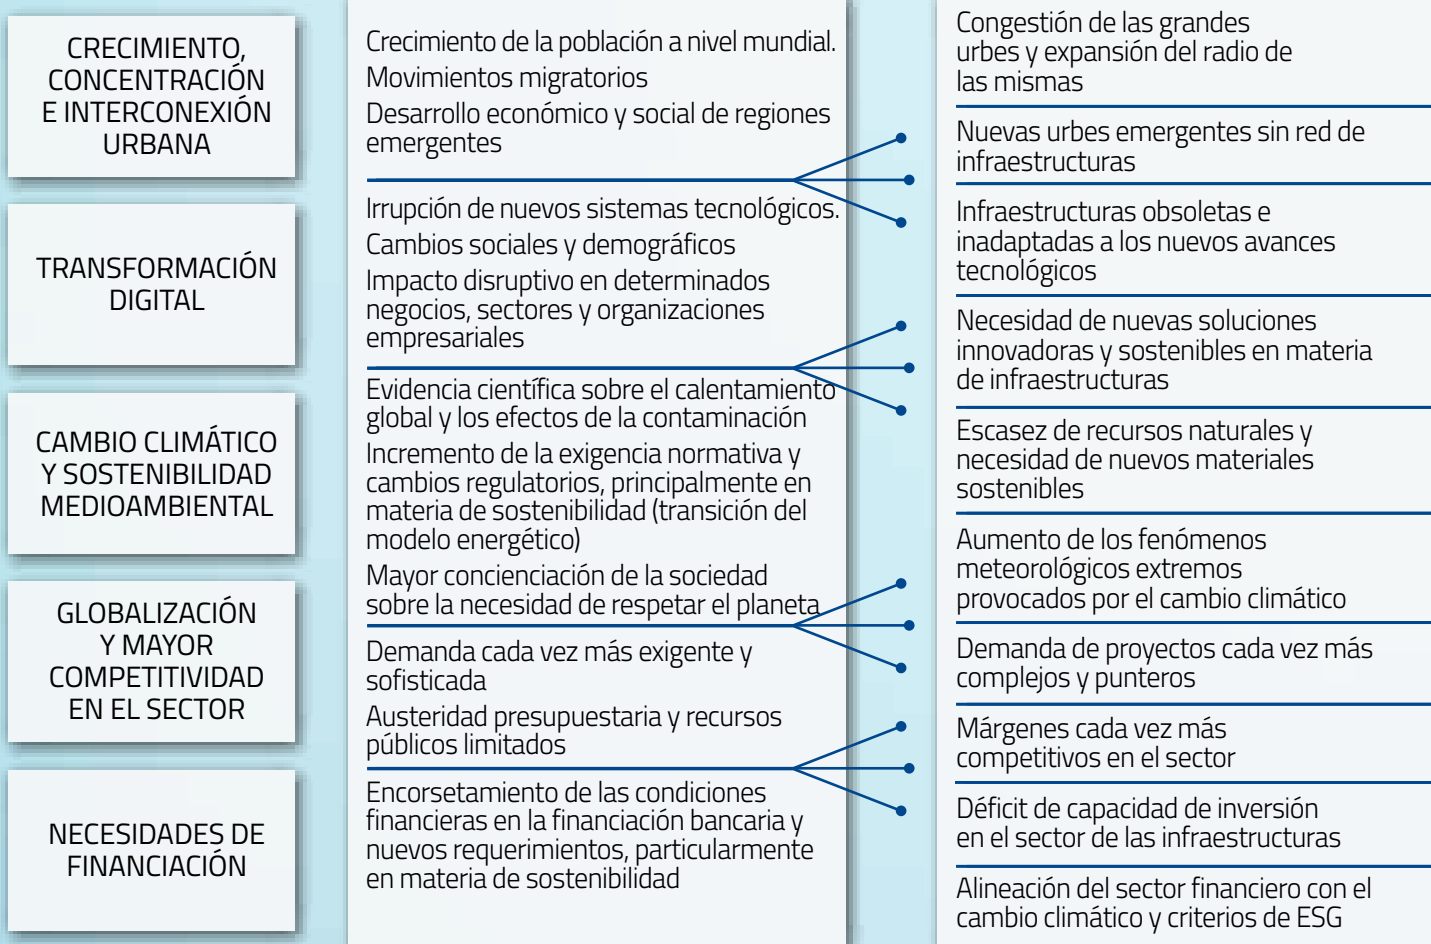 CRECIMIENTO,
CONCENTRACIÓN
E INTERCONEXIÓN
URBANA
TRANSFORMACIÓN
DIGITAL
CAMBIO CLIMÁTICO
Y SOSTENIBILIDAD
MEDIOAMBIENTAL
GLOBALIZACIÓN
Y MAYOR
COMPETITIVIDAD
EN EL SECTOR
NECESIDADES DE
FINANCIACIÓN
Crecimiento de la población a nivel mundial.
Movimientos migratorios
Desarrollo económico y social de regiones
emergentes
Irrupción de nuevos sistemas tecnológicos.
Cambios sociales y demográficos
Impacto disruptivo en determinados
negocios, sectores y organizaciones
empresariales
Evidencia científica sobre el calentamiento
global y los efectos de la contaminación
Incremento de la exigencia normativa y
cambios regulatorios, principalmente en
materia de sostenibilidad (transición del
modelo energético)
Mayor concienciación de la sociedad
sobre la necesidad de respetar el planeta
Demanda cada vez más exigente y
sofisticada
Austeridad presupuestaria y recursos
públicos limitados
Encorsetamiento de las condiciones
financieras en la financiación bancaria y
nuevos requerimientos, particularmente
en materia de sostenibilidad
Congestión de las grandes
urbes y expansión del radio de
las mismas
Nuevas urbes emergentes sin red de
infraestructuras
Infraestructuras obsoletas e
inadaptadas a los nuevos avances
tecnológicos
Necesidad de nuevas soluciones
innovadoras y sostenibles en materia
de infraestructuras
Escasez de recursos naturales y
necesidad de nuevos materiales
sostenibles
Aumento de los fenómenos
meteorológicos extremos
provocados por el cambio climático
Demanda de proyectos cada vez más
complejos y punteros
Márgenes cada vez más
competitivos en el sector
Déficit de capacidad de inversión
en el sector de las infraestructuras
Alineación del sector financiero con el
cambio climático y criterios de ESG